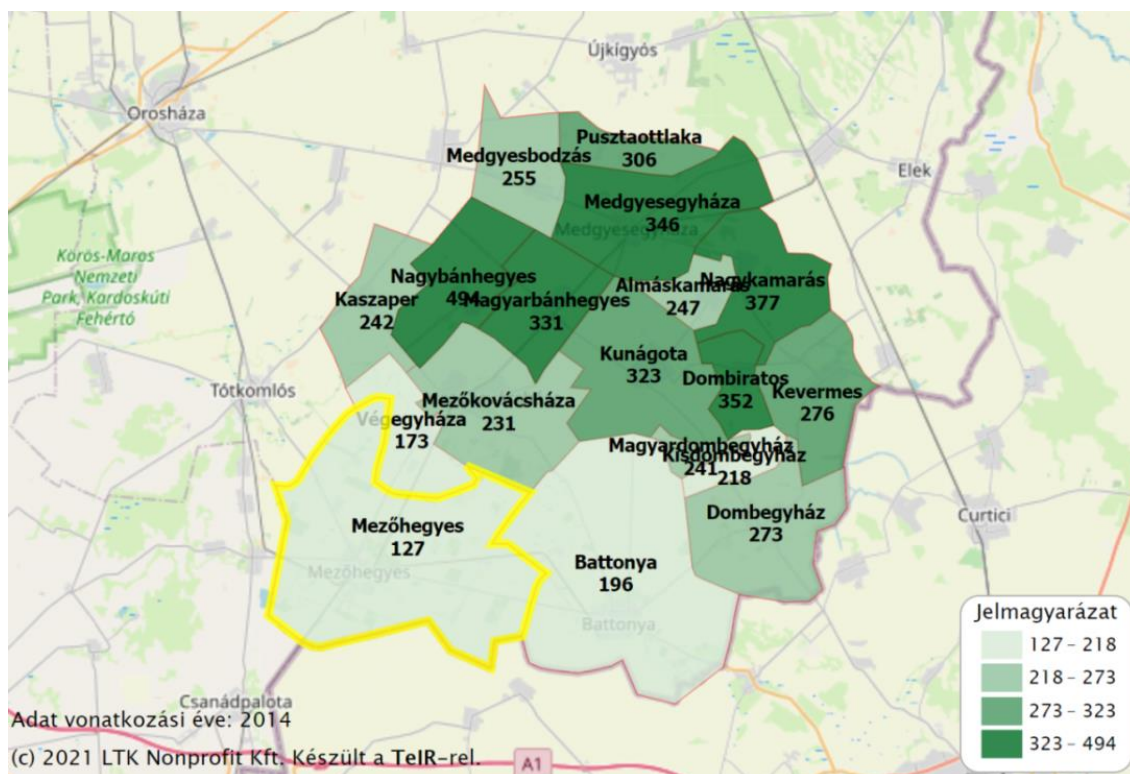 Újkígyós
Orosháza
Pusztaottlaka
306
Medgyesbodzás
255
Elek
Medgyesegyháza
346
Medgyesegyháza
Körös-Maros
Nemzeti
Park, Kardoskúti
Fehértó
Nagybánhegyes
494
Almáskamarás
247
Nagykamarás
377
Kaszaper
242
Magyarbánhegyes
331
Kunágota
323
Dombiratos
352
Kevermes
276
Tótkomlós
Mezőkovácsháza
231
Végegyháza
173
Magyardombegyház
241
Kisdombegyház
218
Dombegyház
273
Curtici
Mezőhegyes
127
Mezőhegyes
Battonya
196
Battonya
Csanádpalota
Jelmagyarázat
127 – 218
218 – 273
273 – 323
323 – 494
Adat vonatkozási éve: 2014
(c) 2021 LTK Nonprofit Kft. Készült a TeIR-rel.
A1